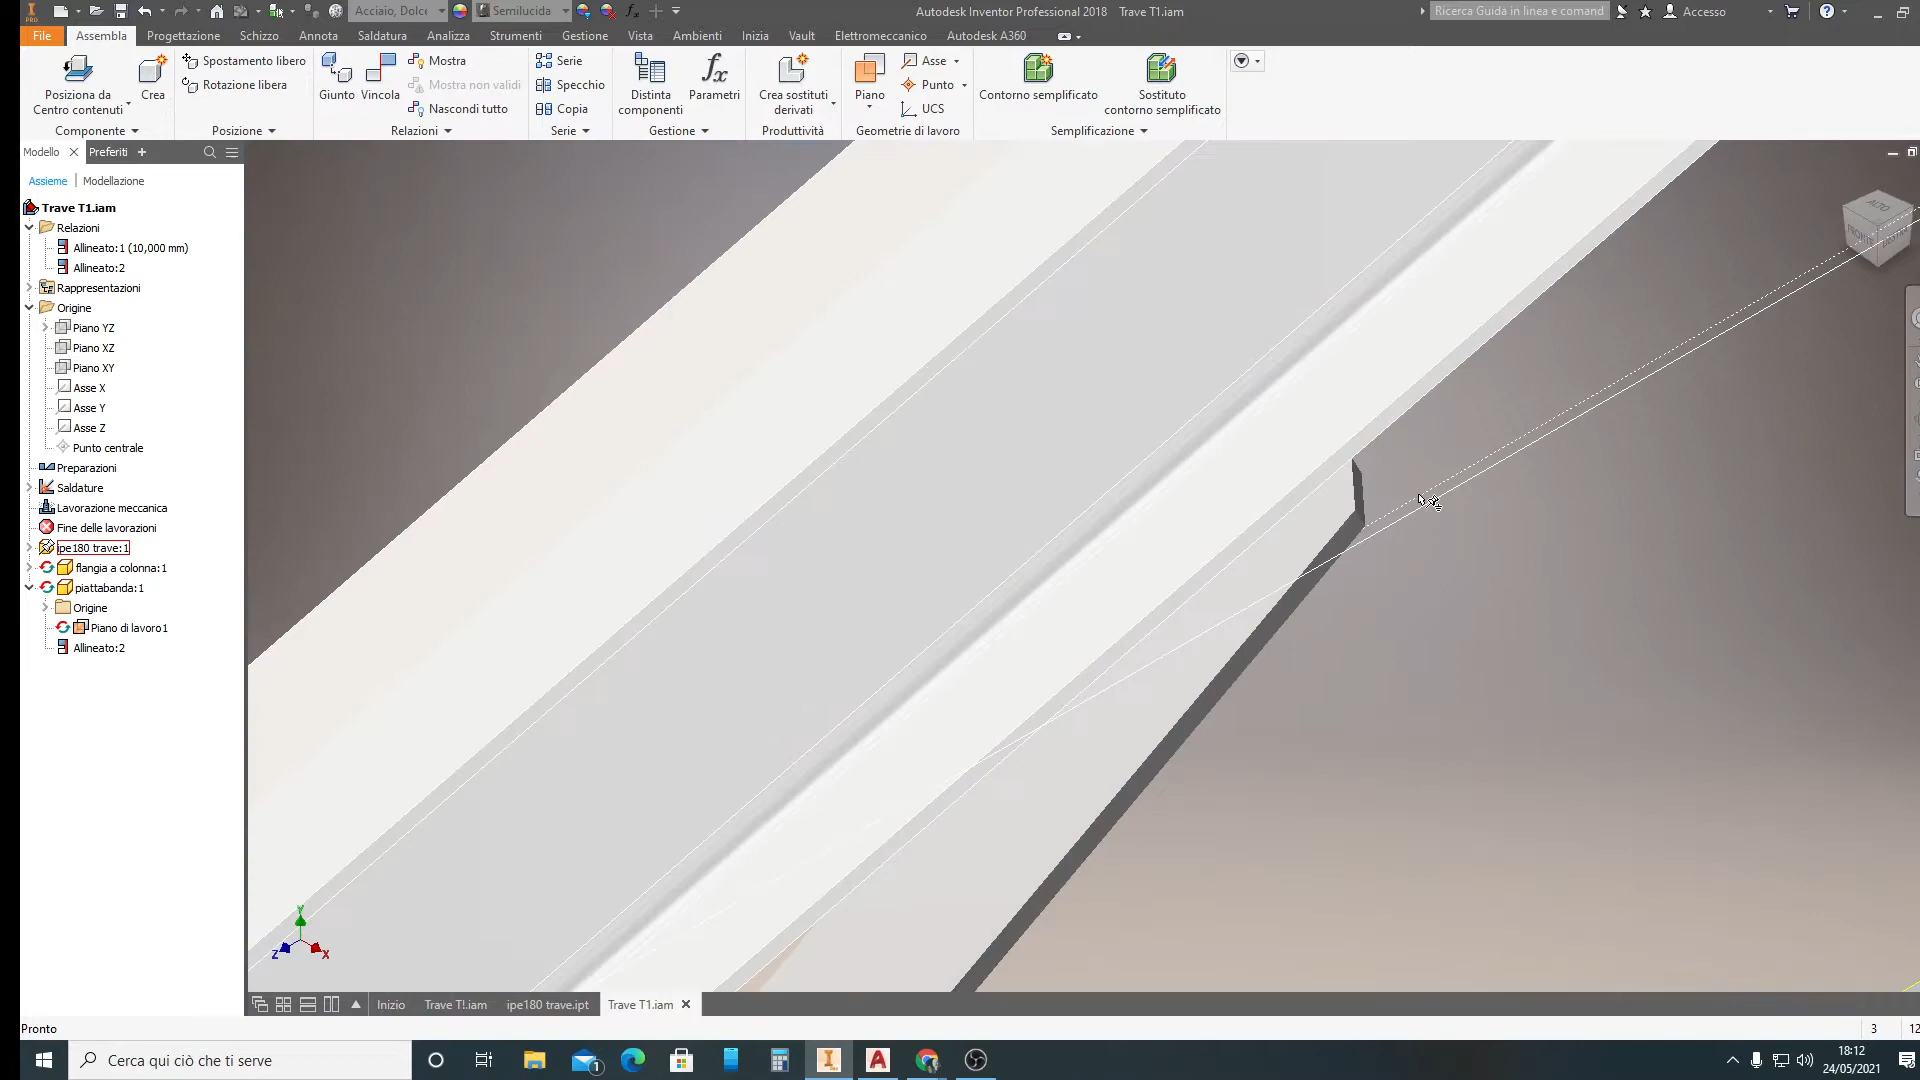 Acciaio, Dolce
Semilucida
Autodesk Inventor Professional 2018 Trave T1.iam
Ricerca Guida in linea e comand
Accesso
File
Assembla
Progettazione
Schizzo
Annota
Saldatura
Analizza
Strumenti
Gestione
Vista
Ambienti
Inizia
Vault
Elettromeccanico
Autodesk A360
Posiziona da
Centro contenuti
Crea
Spostamento libero
Rotazione libera
Giunto
Vincola
Mostra
Mostra non validi
Nascondi tutto
Serie
Specchio
Copia
Distinta
componenti
Parametri
Crea sostituti
derivati
Piano
Asse
Punto
UCS
Contorno semplificato
Sostituto
contorno semplificato
Componente
Posizione
Relazioni
Serie
Gestione
Produttività
Geometrie di lavoro
Semplificazione
Modello
Preferiti
Assieme
Modellazione
Trave T1.iam
Relazioni
Allineato:1 (10,000 mm)
Allineato:2
Rappresentazioni
Origine
Piano YZ
Piano XZ
Piano XY
Asse X
Asse Y
Asse Z
Punto centrale
Preparazioni
Saldature
Lavorazione meccanica
Fine delle lavorazioni
ipe180 trave:1
flangia a colonna:1
piattabanda:1
Origine
Piano di lavoro1
Allineato:2
ALTO
FRONTE
Y
Z
X
Inizio
Trave T!.iam
ipe180 trave.ipt
Trave T1.iam
Pronto
3
12
Cerca qui ciò che ti serve
1
18:12
24/05/2021